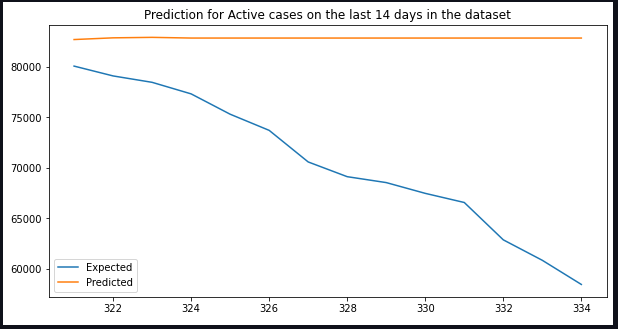 Prediction for Active cases on the last 14 days in the dataset
80000
75000
70000
65000
60000
Expected
Predicted
322 324 326 328 330 332 334